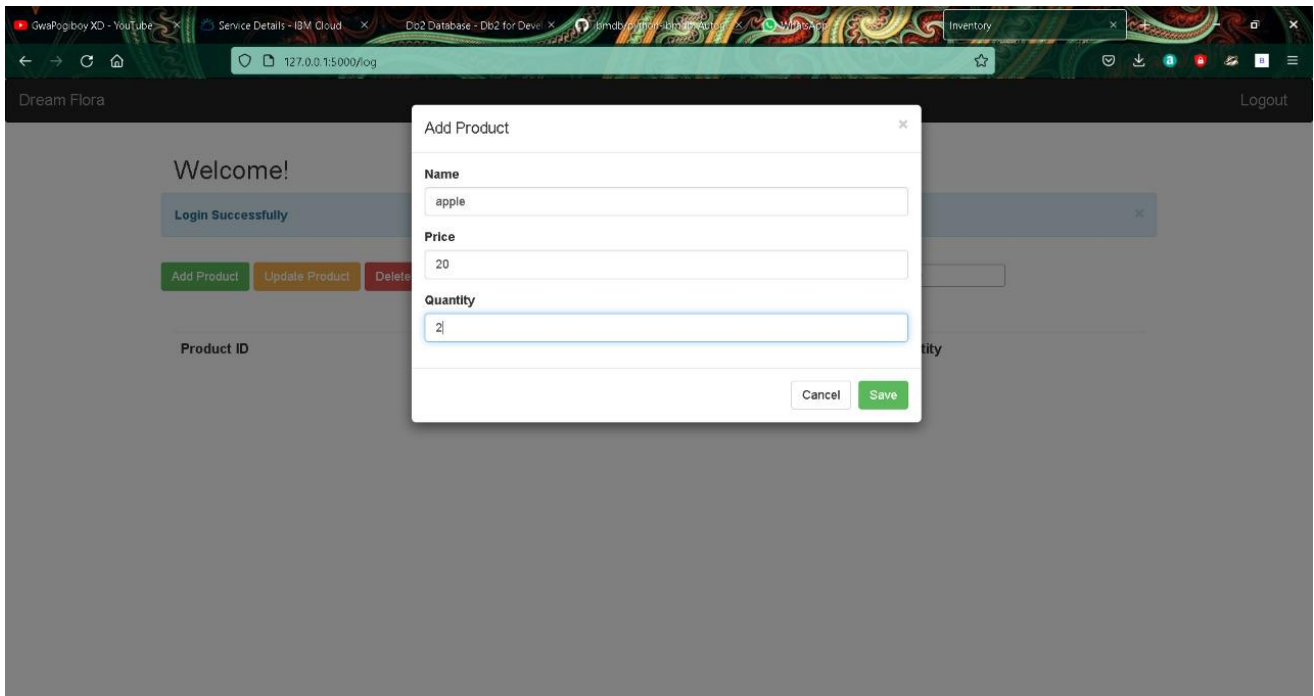 GwaPogiboy XD - YouTube Service Details - IBM Cloud Db2 Database - Db2 for Devel WhatsApp Inventory
127.0.0.1:5000/log
Dream Flora Logout
Add Product ×
Welcome!
Name
apple
Login Successfully ×
Price
20
Add Product Update Product Delete
Quantity
2
Product ID tity
Cancel Save